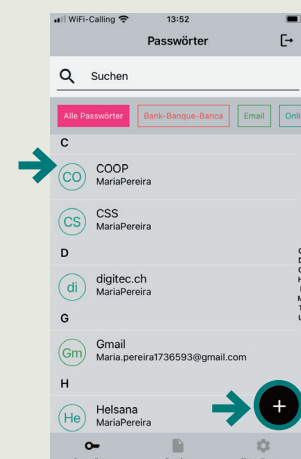 WiFi-Calling 13:52
Passwörter
Suchen
Alle Passwörter Bank-Banque-Banca Email Onli
C
CO COOP
MariaPereira
CS CSS
MariaPereira
D
di digitec.ch
MariaPereira
G
Gm Gmail
Maria.pereira1736593@gmail.com
H
He Helsana
MariaPereira